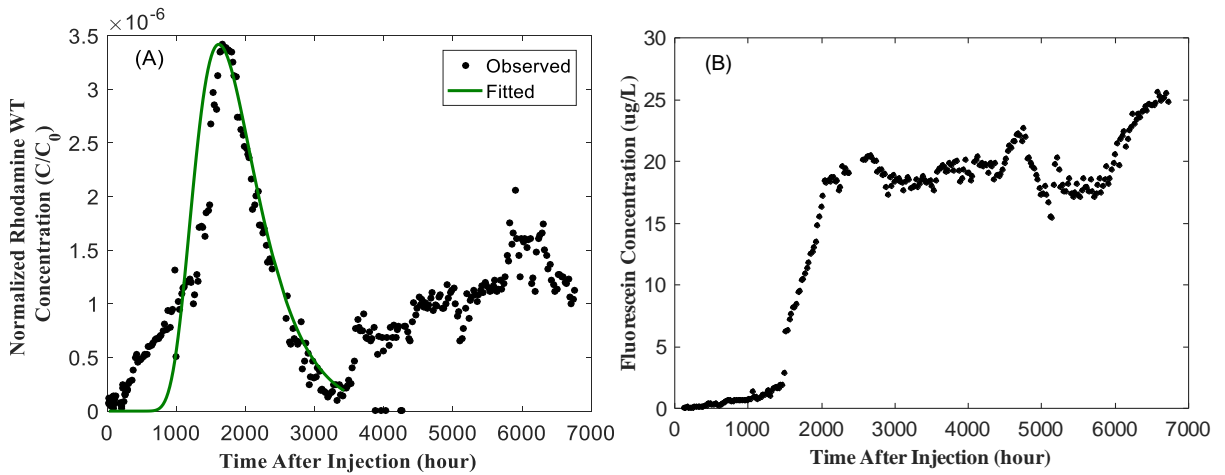 ×10⁻⁶
(A)
Observed
Fitted
3.5
3
2.5
2
1.5
1
0.5
0
0 1000 2000 3000 4000 5000 6000 7000
Normalized Rhodamine WT
Concentration (C/C₀)
Time After Injection (hour)
(B)
30
25
20
15
10
5
0
0 1000 2000 3000 4000 5000 6000 7000
Fluorescein Concentration (ug/L)
Time After Injection (hour)